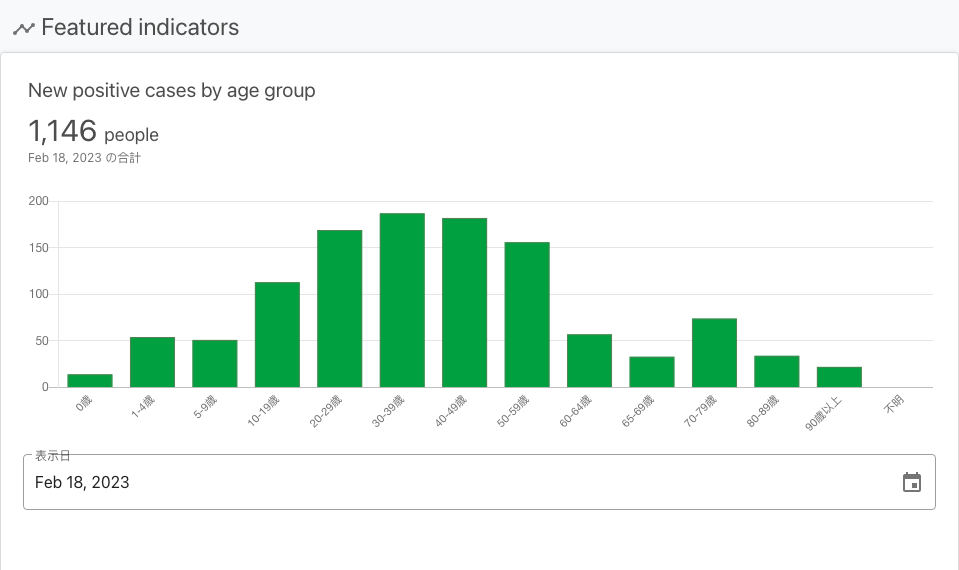 Featured indicators
New positive cases by age group
1,146 people
Feb 18, 2023 の合計
200
150
100
50
0
0歳
1-4歳
5-9歳
10-19歳
20-29歳
30-39歳
40-49歳
50-59歳
60-64歳
65-69歳
70-79歳
80-89歳
90歳以上
不明
表示日
Feb 18, 2023